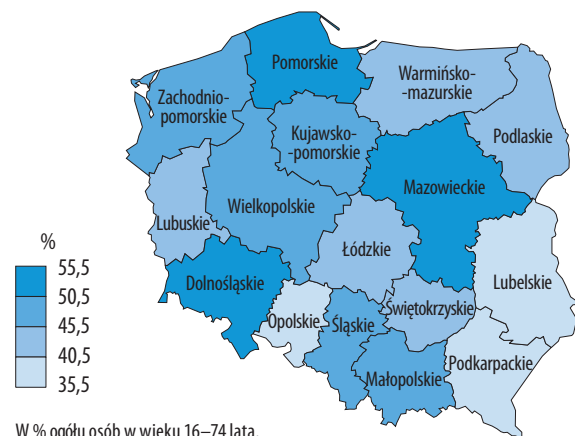 Pomorskie
Warmińsko-
-mazurskie
Zachodnio-
pomorskie
Podlaskie
Kujawsko-
-pomorskie
Mazowieckie
Wielkopolskie
Lubuskie
Łódzkie
Lubelskie
Dolnośląskie
Opolskie
Śląskie
Świętokrzyskie
Małopolskie
Podkarpackie
%
55,5
50,5
45,5
40,5
35,5
W % ogółu osób w wieku 16–74 lata.